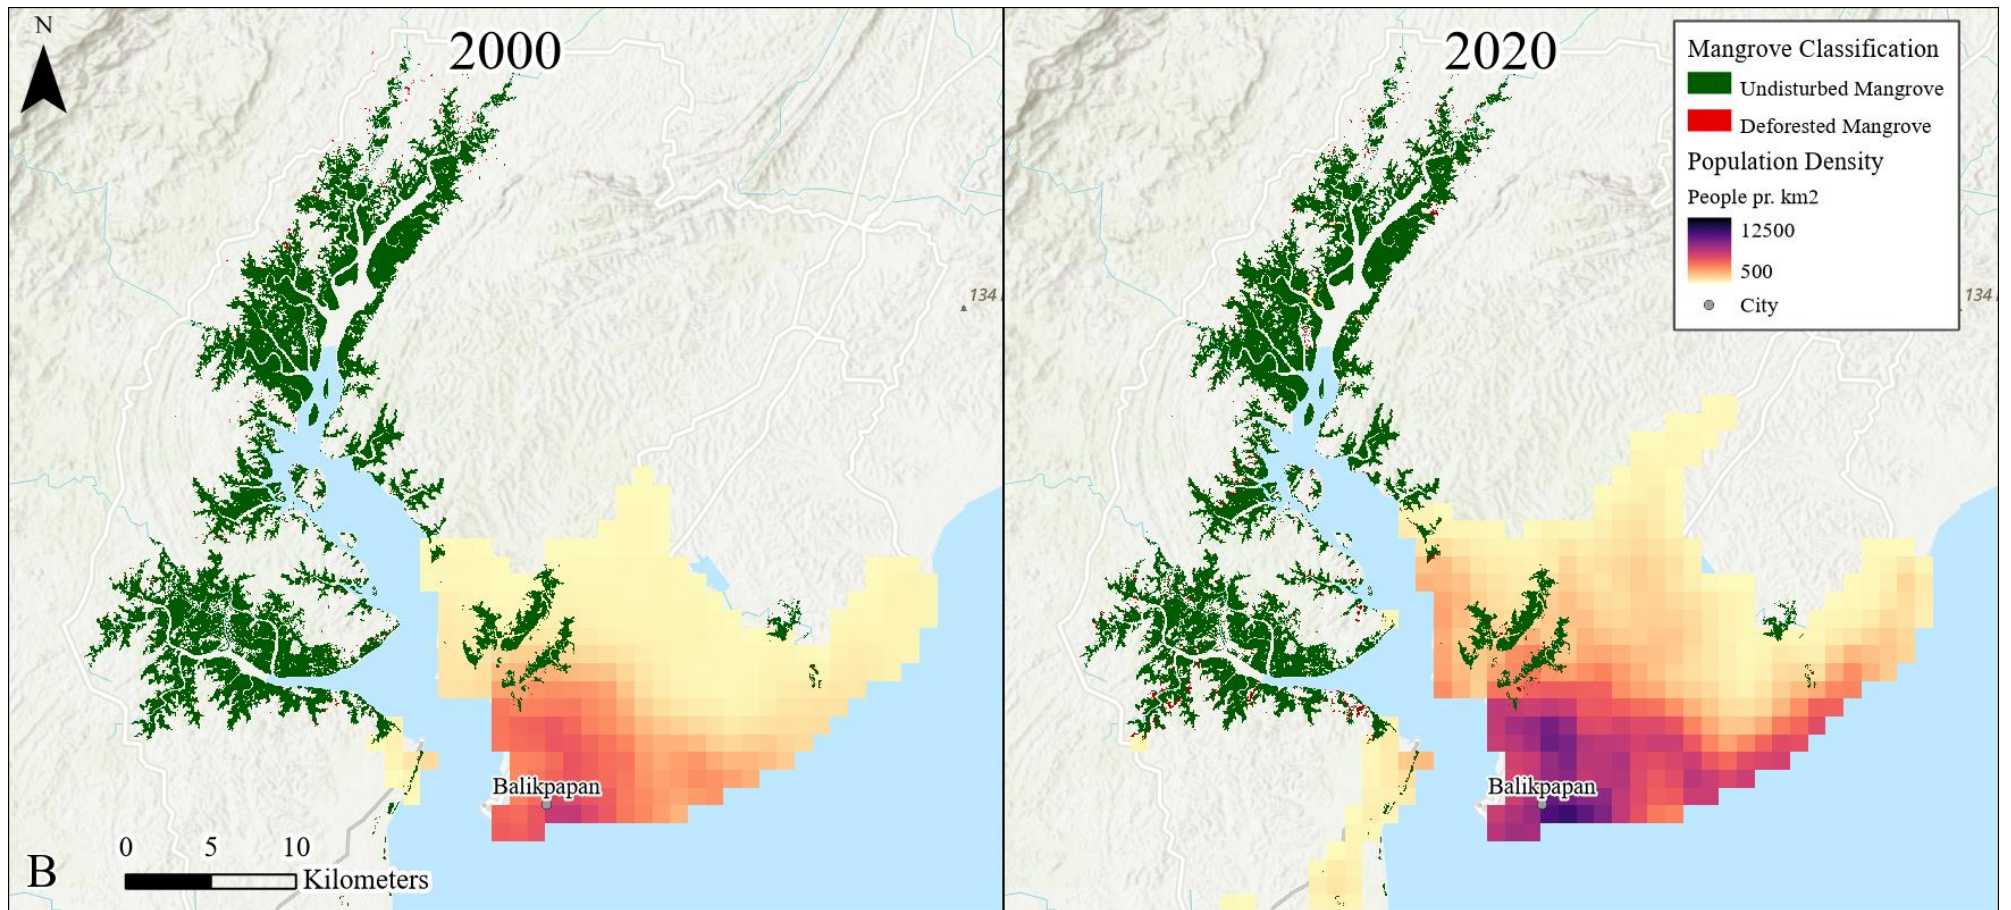 N
2000
134
Balikpapan
0 5 10
Kilometers
B
2020
Mangrove Classification
Undisturbed Mangrove
Deforested Mangrove
Population Density
People pr. km2
12500
500
City
134
Balikpapan